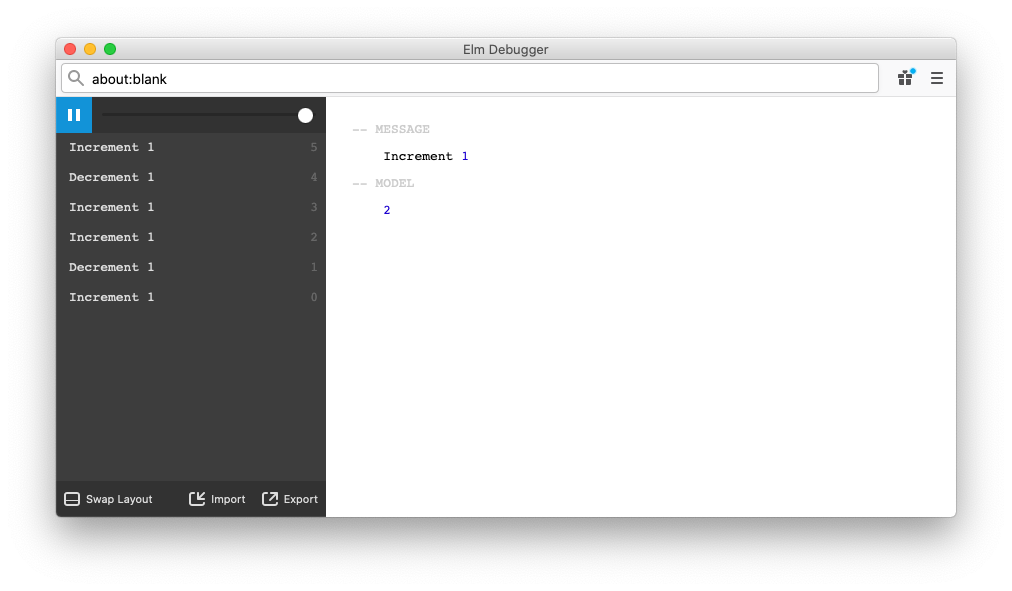 Elm Debugger
about:blank
Increment 1 5
Decrement 1 4
Increment 1 3
Increment 1 2
Decrement 1 1
Increment 1 0
-- MESSAGE
Increment 1
-- MODEL
2
Swap Layout Import Export